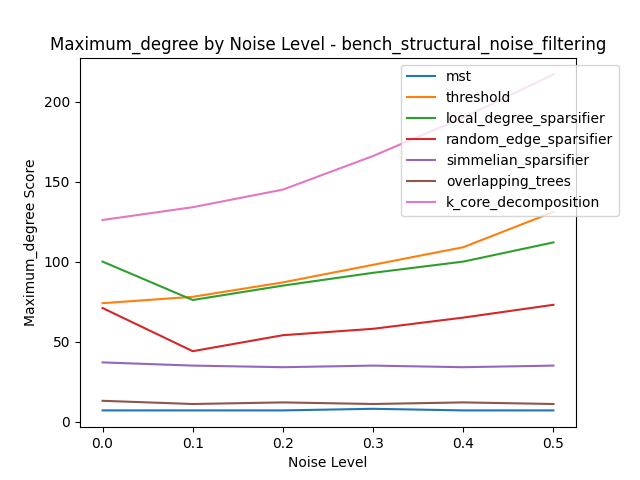 Maximum_degree by Noise Level - bench_structural_noise_filtering
mst
threshold
local_degree_sparsifier
random_edge_sparsifier
simmelian_sparsifier
overlapping_trees
k_core_decomposition
Maximum_degree Score
200
150
100
50
0
0.0 0.1 0.2 0.3 0.4 0.5
Noise Level